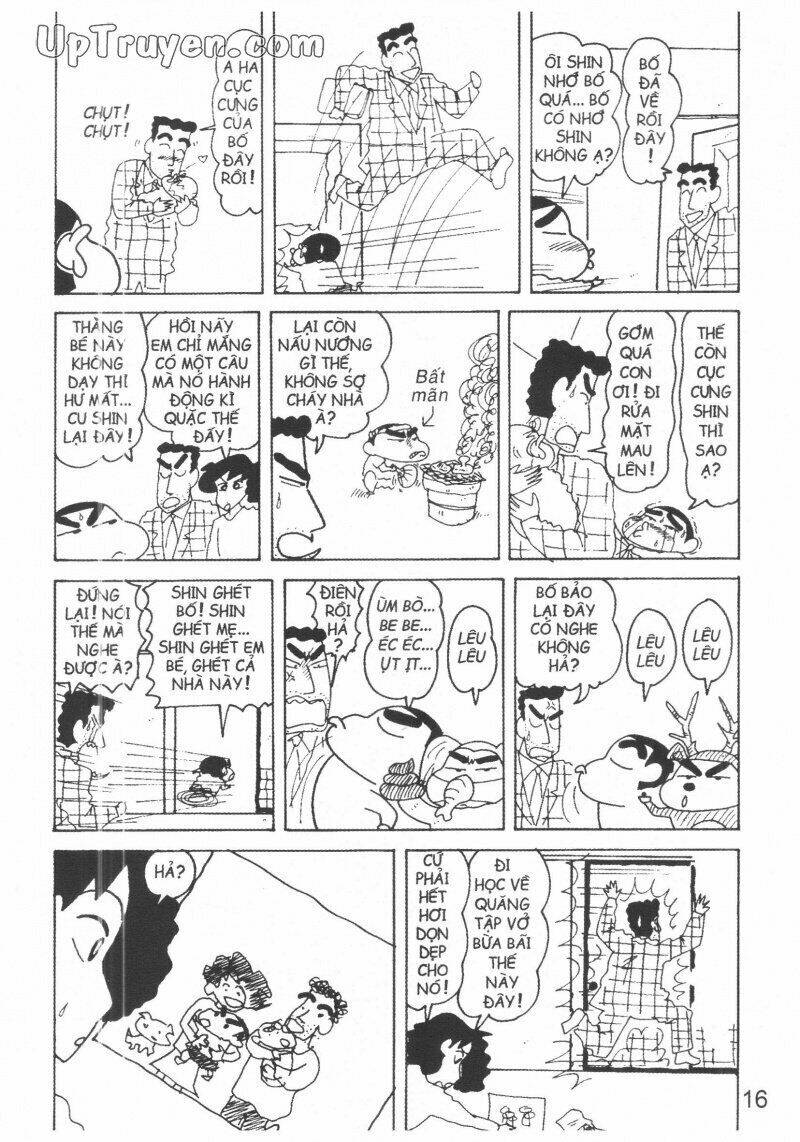 UpTruyen.com
BỐ
ĐÃ
VỀ
RỒI
ĐÂY
!
ÔI SHIN
NHỚ BỐ
QUÁ... BỐ
CÓ NHỚ
SHIN
KHÔNG Ạ?
A HA
CỤC
CƯNG
CỦA
BỐ
ĐÂY
RỒI!
CHỤT!
CHỤT!
THẾ
CÒN
CỤC
CƯNG
SHIN
THÌ
SAO
Ạ?
GỚM
QUÁ
CON
ƠI! ĐI
RỬA
MẶT
MAU
LÊN!
LẠI CÒN
NẤU NƯỚNG
GÌ THẾ,
KHÔNG SỢ
CHÁY NHÀ
À?
Bất
mãn
HỒI NÃY
EM CHỈ MẮNG
CÓ MỘT CÂU
MÀ NÓ HÀNH
ĐỘNG KÌ
QUẶC THẾ
ĐẤY!
THẰNG
BÉ NÀY
KHÔNG
DẠY THÌ
HƯ MẤT...
CU SHIN
LẠI ĐÂY!
BỐ BẢO
LẠI ĐÂY
CÓ NGHE
KHÔNG
HẢ?
LÊU
LÊU
LÊU
LÊU
LÊU
LÊU
ÙM BÒ...
BE BE...
ÉC ÉC...
ỤT ỊT...
ĐIÊN
RỒI
HẢ
?
SHIN GHÉT
BỐ! SHIN
GHÉT MẸ...
SHIN GHÉT EM
BÉ, GHÉT CẢ
NHÀ NÀY!
ĐỨNG
LẠI! NÓI
THẾ MÀ
NGHE
ĐƯỢC À?
ĐI
HỌC VỀ
QUĂNG
TẬP VỞ
BỪA BÃI
THẾ
NÀY
ĐÂY!
CỨ
PHẢI
HẾT
HƠI
DỌN
DẸP
CHO
NÓ!
HẢ?
16